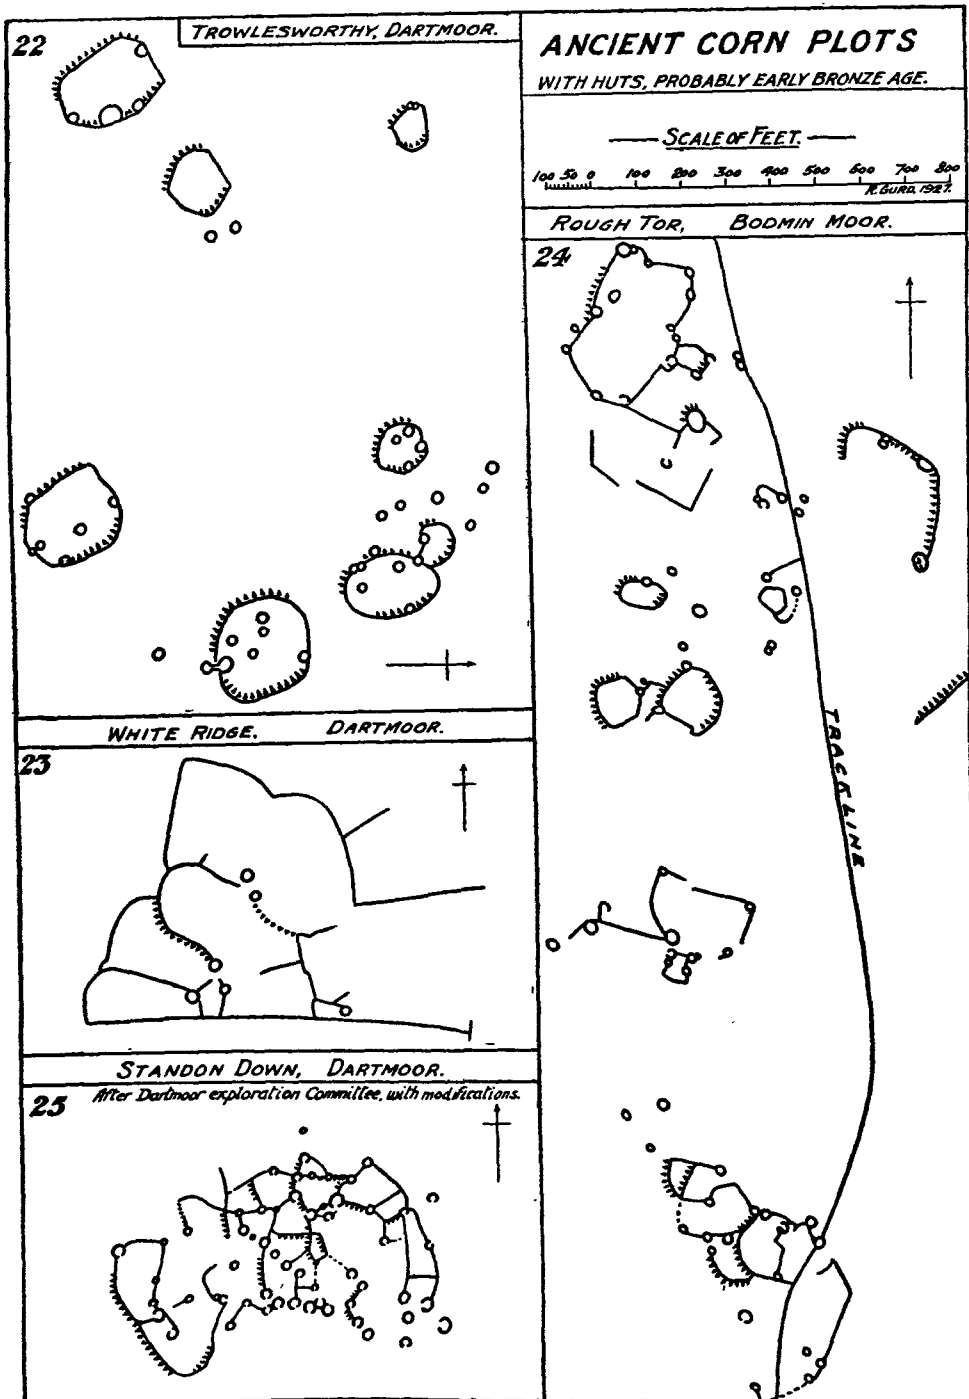 22
TROWLESWORTHY, DARTMOOR.
ANCIENT CORN PLOTS
WITH HUTS, PROBABLY EARLY BRONZE AGE.
SCALE OF FEET.
100 50 0 100 200 300 400 500 600 700 800
R. GURD. 1927.
ROUGH TOR, BODMIN MOOR.
24
TRACKLINE
WHITE RIDGE, DARTMOOR.
23
STANDON DOWN, DARTMOOR.
25
After Dartmoor exploration Committee, with modifications.